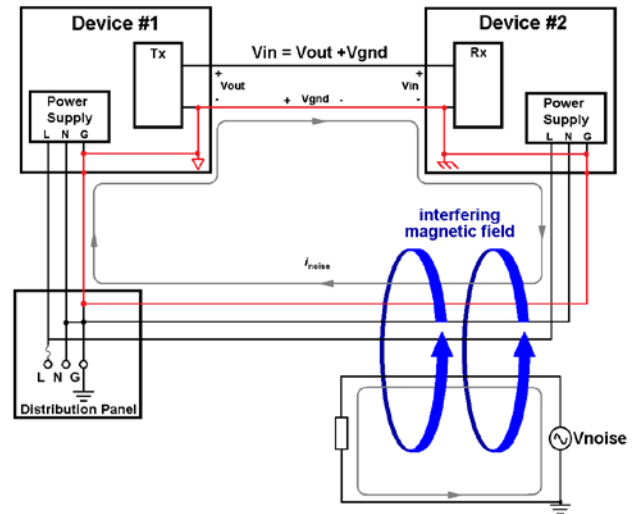 Device #1
Device #2
Tx
Vin = Vout +Vgnd
Rx
+
+
Vout
Vin
-
+ Vgnd -
-
Power
Supply
L N G
Power
Supply
L N G
interfering
magnetic field
inoise
L N G
Distribution Panel
Vnoise